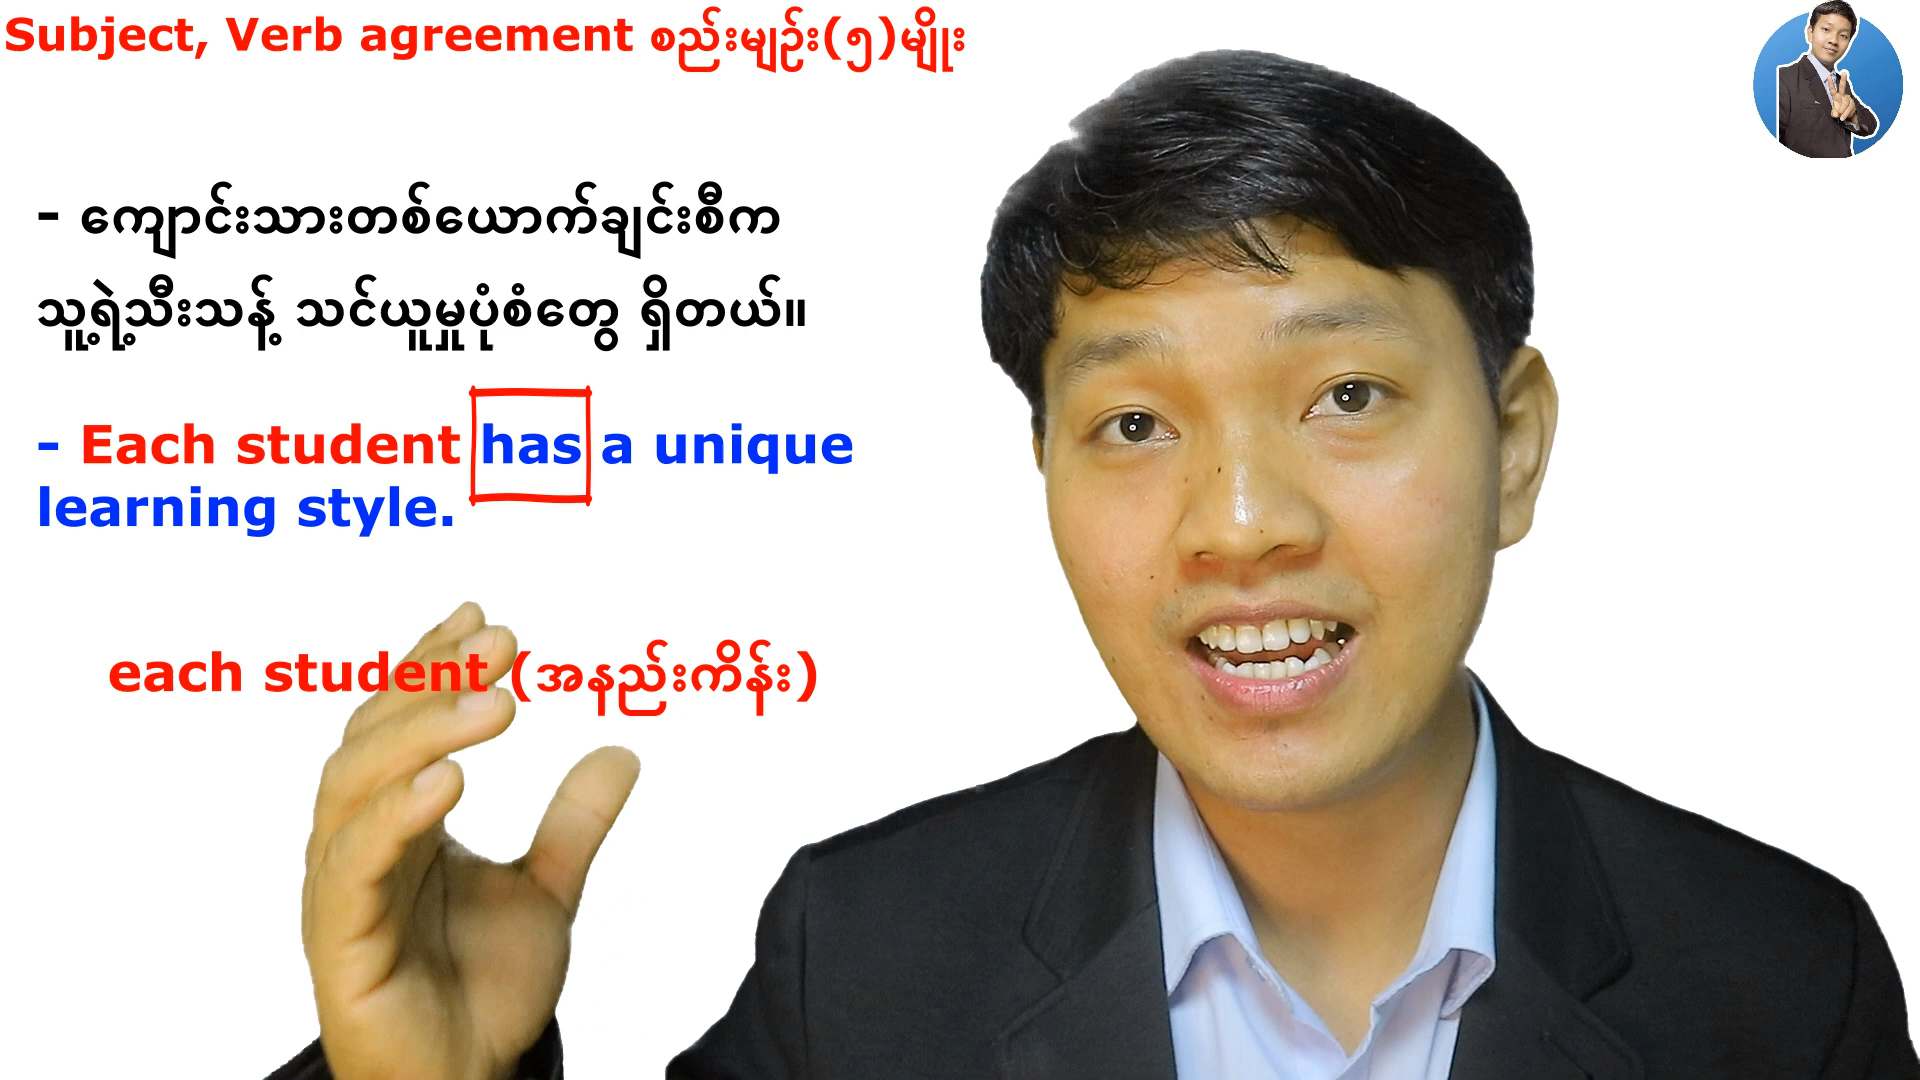 Subject, Verb agreement စည်းမျဉ်း(၅)မျိုး
- ကျောင်းသားတစ်ယောက်ချင်းစီက
သူ့ရဲ့သီးသန့် သင်ယူမှုပုံစံတွေ ရှိတယ်။
- Each student has a unique
learning style.
each student (အနည်းကိန်း)